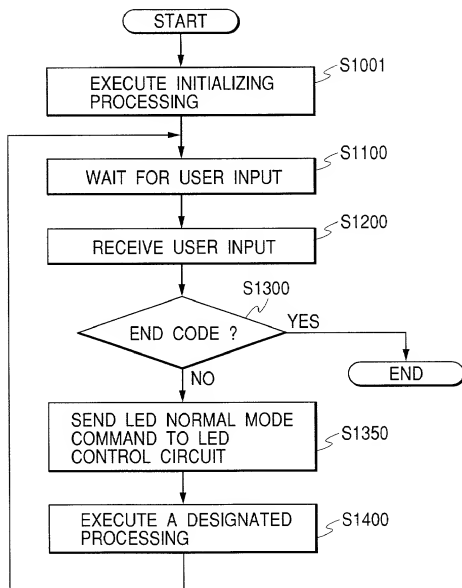 START
EXECUTE INITIALIZING
PROCESSING
S1001
WAIT FOR USER INPUT
S1100
RECEIVE USER INPUT
S1200
END CODE ?
S1300
YES
END
NO
SEND LED NORMAL MODE
COMMAND TO LED
CONTROL CIRCUIT
S1350
EXECUTE A DESIGNATED
PROCESSING
S1400